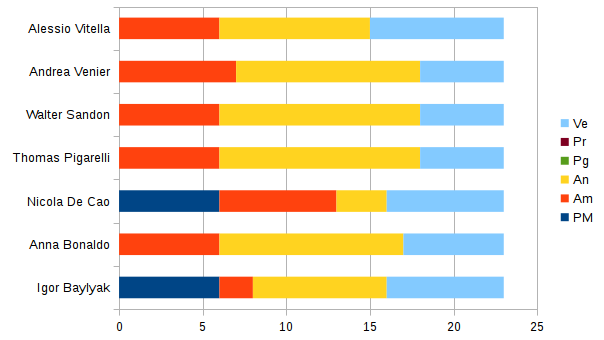 Alessio Vitella
Andrea Venier
Walter Sandon
Thomas Pigarelli
Nicola De Cao
Anna Bonaldo
Igor Baylyak
0 5 10 15 20 25
Ve
Pr
Pg
An
Am
PM